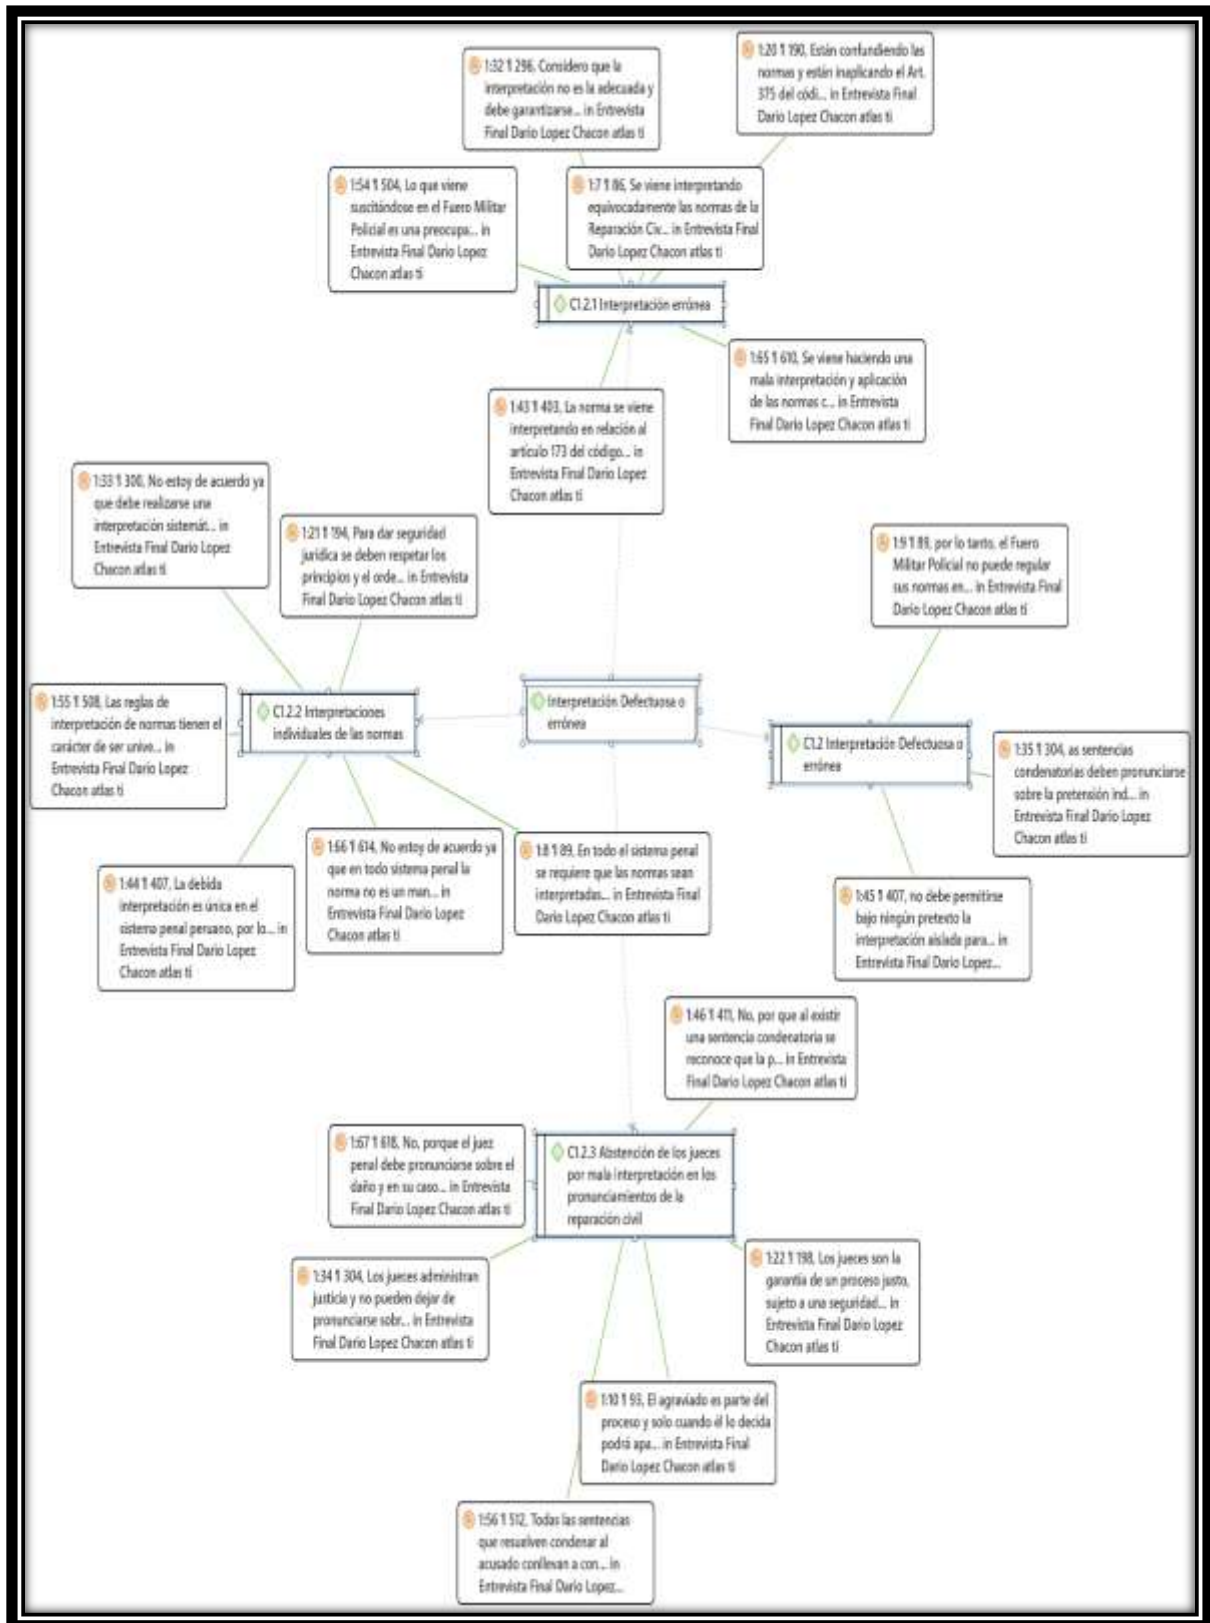 1:32 ¶ 296, Considero que la
interpretación no es la adecuada y
debe garantizarse... in Entrevista
Final Dario Lopez Chacon atlas ti
1:20 ¶ 190, Están confundiendo las
normas y están inaplicando el Art.
375 del códi... in Entrevista Final
Dario Lopez Chacon atlas ti
1:54 ¶ 504, Lo que viene
suscitándose en el Fuero Militar
Policial es una preocupa... in
Entrevista Final Dario Lopez
Chacon atlas ti
1:7 ¶ 86, Se viene interpretando
equivocadamente las normas de la
Reparación Civ... in Entrevista Final
Dario Lopez Chacon atlas ti
C1.2.1 Interpretación errónea
1:65 ¶ 610, Se viene haciendo una
mala interpretación y aplicación
de las normas c... in Entrevista
Final Dario Lopez Chacon atlas ti
1:43 ¶ 403, La norma se viene
interpretando en relación al
artículo 173 del código... in
Entrevista Final Dario Lopez
Chacon atlas ti
1:33 ¶ 300, No estoy de acuerdo ya
que debe realizarse una
interpretación sistemát... in
Entrevista Final Dario Lopez
Chacon atlas ti
1:21 ¶ 194, Para dar seguridad
jurídica se deben respetar los
principios y el orde... in Entrevista
Final Dario Lopez Chacon atlas ti
1:9 ¶ 89, por lo tanto, el Fuero
Militar Policial no puede regular
sus normas en... in Entrevista Final
Dario Lopez Chacon atlas ti
1:55 ¶ 508, Las reglas de
interpretación de normas tienen el
carácter de ser unive... in
Entrevista Final Dario Lopez
Chacon atlas ti
C1.2.2 Interpretaciones
individuales de las normas
Interpretación Defectuosa o
errónea
C1.2 Interpretación Defectuosa o
errónea
1:35 ¶ 304, as sentencias
condenatorias deben pronunciarse
sobre la pretensión ind... in
Entrevista Final Dario Lopez
Chacon atlas ti
1:44 ¶ 407, La debida
interpretación es única en el
sistema penal peruano, por lo... in
Entrevista Final Dario Lopez
Chacon atlas ti
1:66 ¶ 614, No estoy de acuerdo ya
que en todo sistema penal la
norma no es un man... in
Entrevista Final Dario Lopez
Chacon atlas ti
1:8 ¶ 89, En todo el sistema penal
se requiere que las normas sean
interpretadas... in Entrevista Final
Dario Lopez Chacon atlas ti
1:45 ¶ 407, no debe permitirse
bajo ningún pretexto la
interpretación aislada para... in
Entrevista Final Dario Lopez...
1:46 ¶ 411, No, por que al existir
una sentencia condenatoria se
reconoce que la p... in Entrevista
Final Dario Lopez Chacon atlas ti
1:67 ¶ 618, No, porque el juez
penal debe pronunciarse sobre el
daño y en su caso... in Entrevista
Final Dario Lopez Chacon atlas ti
C1.2.3 Abstención de los jueces
por mala interpretación en los
pronunciamientos de la
reparación civil
1:34 ¶ 304, Los jueces administran
justicia y no pueden dejar de
pronunciarse sobr... in Entrevista
Final Dario Lopez Chacon atlas ti
1:22 ¶ 198, Los jueces son la
garantía de un proceso justo,
sujeto a una seguridad... in
Entrevista Final Dario Lopez
Chacon atlas ti
1:10 ¶ 93, El agraviado es parte del
proceso y solo cuando él lo decida
podrá apa... in Entrevista Final
Dario Lopez Chacon atlas ti
1:56 ¶ 512, Todas las sentencias
que resuelven condenar al
acusado conllevan a con... in
Entrevista Final Dario Lopez...